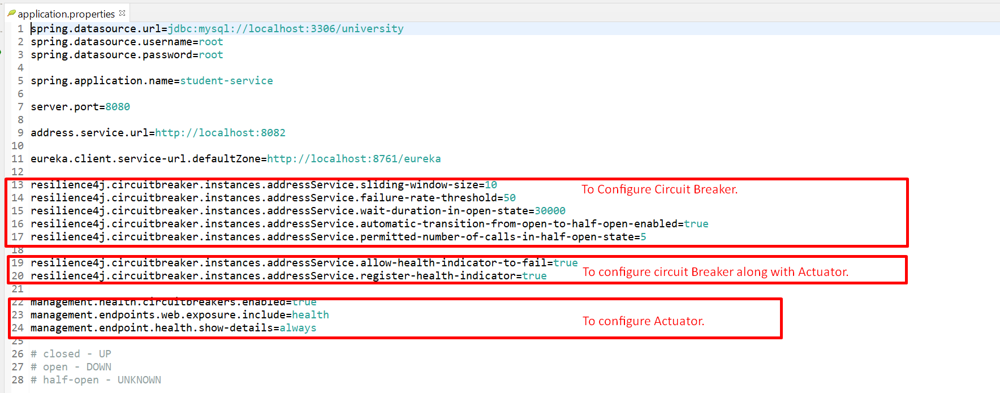 application.properties
1 spring.datasource.url=jdbc:mysql://localhost:3306/university
2 spring.datasource.username=root
3 spring.datasource.password=root
4
5 spring.application.name=student-service
6
7 server.port=8080
8
9 address.service.url=http://localhost:8082
10
11 eureka.client.service-url.defaultZone=http://localhost:8761/eureka
12
13 resilience4j.circuitbreaker.instances.addressService.sliding-window-size=10
To Configure Circuit Breaker.
14 resilience4j.circuitbreaker.instances.addressService.failure-rate-threshold=50
15 resilience4j.circuitbreaker.instances.addressService.wait-duration-in-open-state=30000
16 resilience4j.circuitbreaker.instances.addressService.automatic-transition-from-open-to-half-open-enabled=true
17 resilience4j.circuitbreaker.instances.addressService.permitted-number-of-calls-in-half-open-state=5
18
19 resilience4j.circuitbreaker.instances.addressService.allow-health-indicator-to-fail=true
To configure circuit Breaker along with Actuator.
20 resilience4j.circuitbreaker.instances.addressService.register-health-indicator=true
21
22 management.health.circuitbreakers.enabled=true
23 management.endpoints.web.exposure.include=health
To configure Actuator.
24 management.endpoint.health.show-details=always
25
26 # closed - UP
27 # open - DOWN
28 # half-open - UNKNOWN